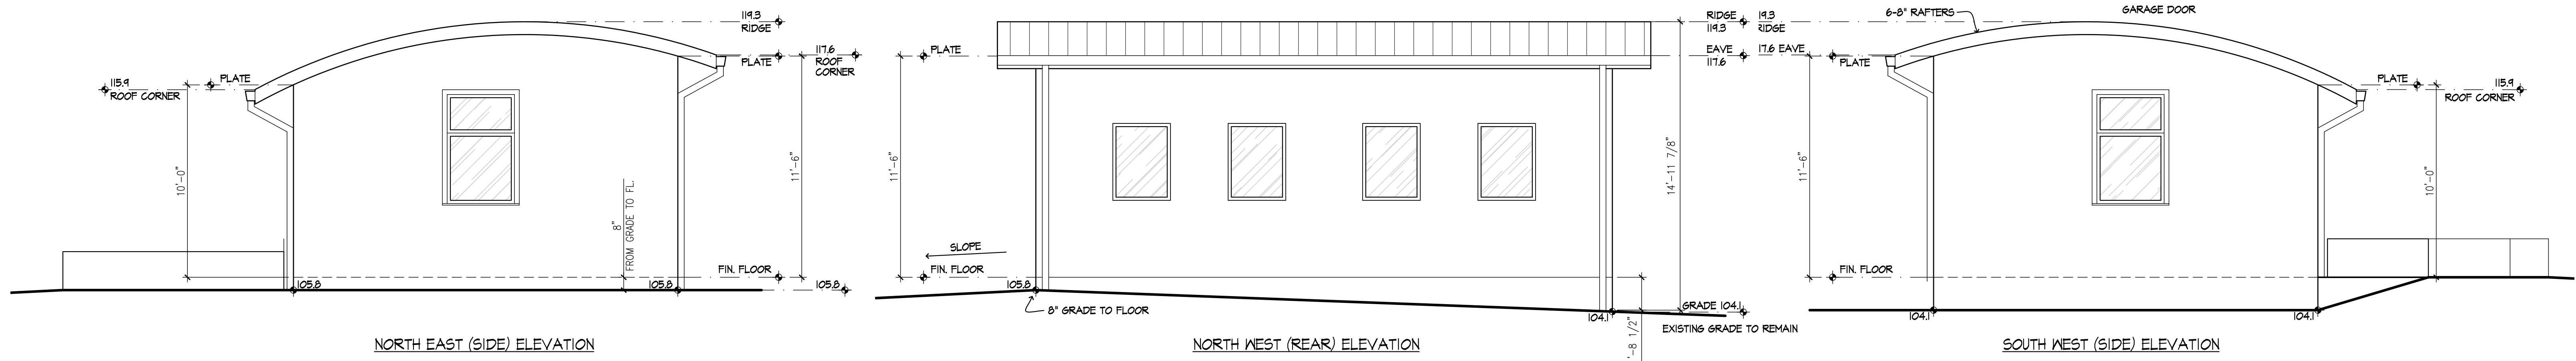 119.3
RIDGE
PLATE
117.6
ROOF
CORNER
115.9
ROOF CORNER
PLATE
10'-0"
11'-6"
8"
FROM GRADE TO FL.
FIN. FLOOR
105.8
105.8
105.8
NORTH EAST (SIDE) ELEVATION
PLATE
RIDGE
119.3
EAVE
117.6
11'-6"
14'-11 7/8"
SLOPE
FIN. FLOOR
105.8
8" GRADE TO FLOOR
GRADE 104.1
104.1
EXISTING GRADE TO REMAIN
'-8 1/2"
NORTH WEST (REAR) ELEVATION
19.3
RIDGE
6-8" RAFTERS
GARAGE DOOR
17.6 EAVE
PLATE
PLATE
115.9
ROOF CORNER
11'-6"
10'-0"
FIN. FLOOR
104.1
104.1
SOUTH WEST (SIDE) ELEVATION